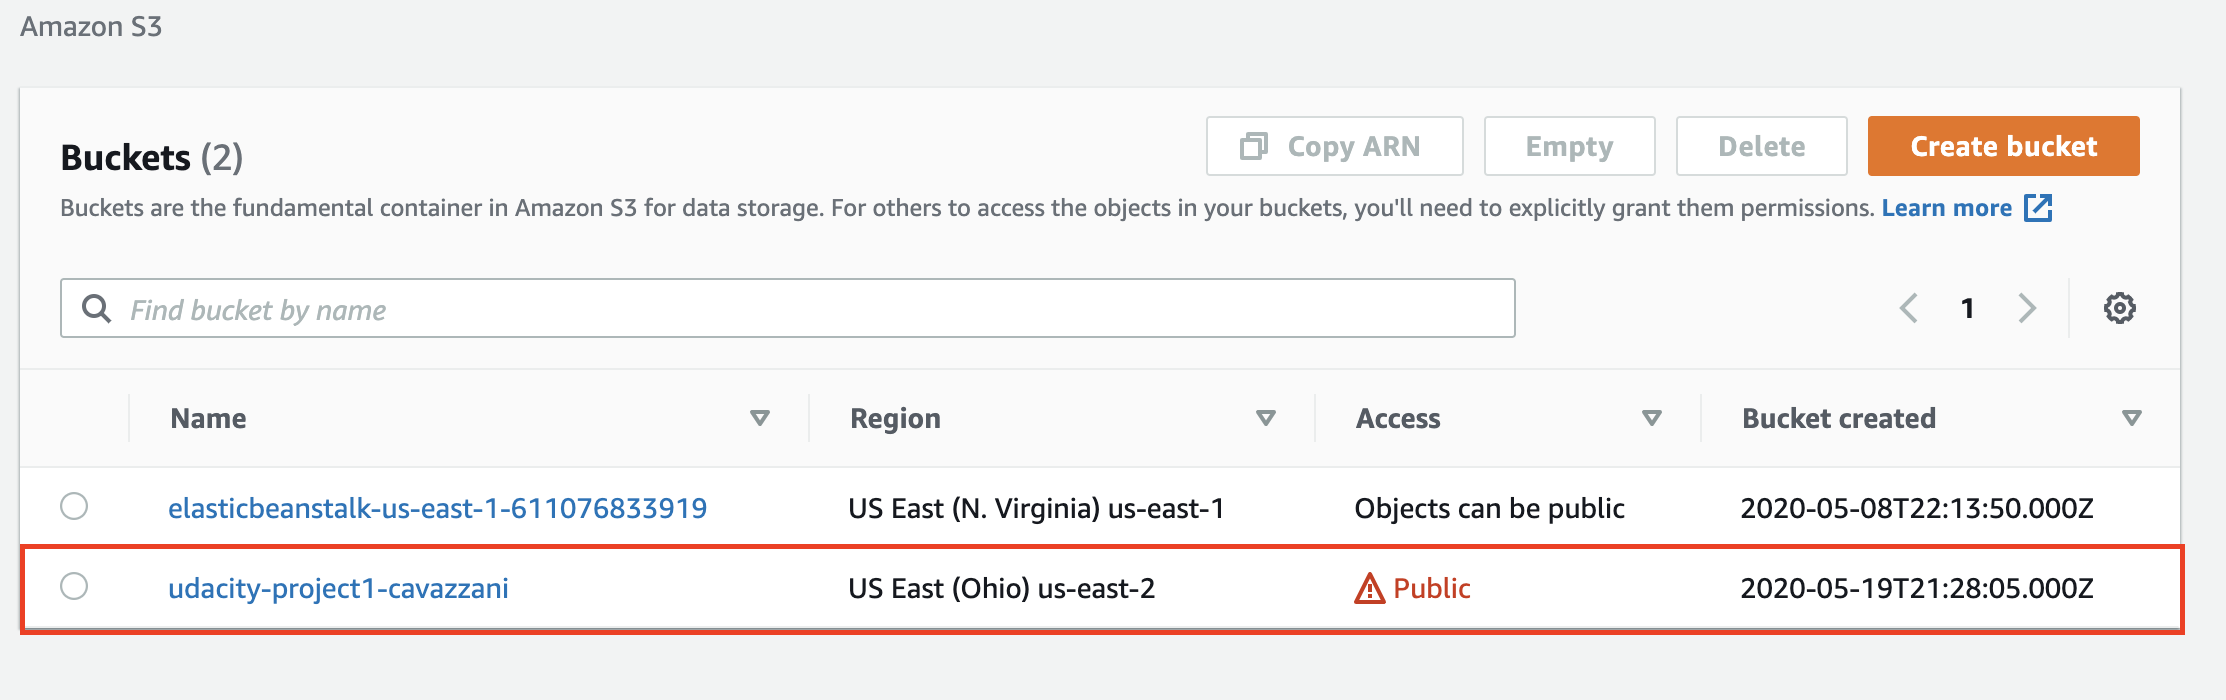 Amazon S3
Buckets (2)
Copy ARN
Empty
Delete
Create bucket
Buckets are the fundamental container in Amazon S3 for data storage. For others to access the objects in your buckets, you'll need to explicitly grant them permissions. Learn more
Find bucket by name
1
Name Region Access Bucket created
elasticbeanstalk-us-east-1-611076833919 US East (N. Virginia) us-east-1 Objects can be public 2020-05-08T22:13:50.000Z
udacity-project1-cavazzani US East (Ohio) us-east-2 Public 2020-05-19T21:28:05.000Z